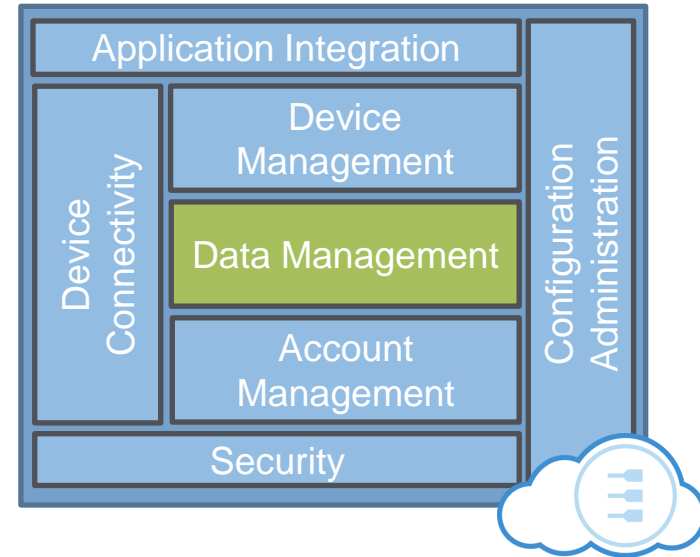 Application Integration
Device
Connectivity
Device
Management
Data Management
Account
Management
Security
Configuration
Administration